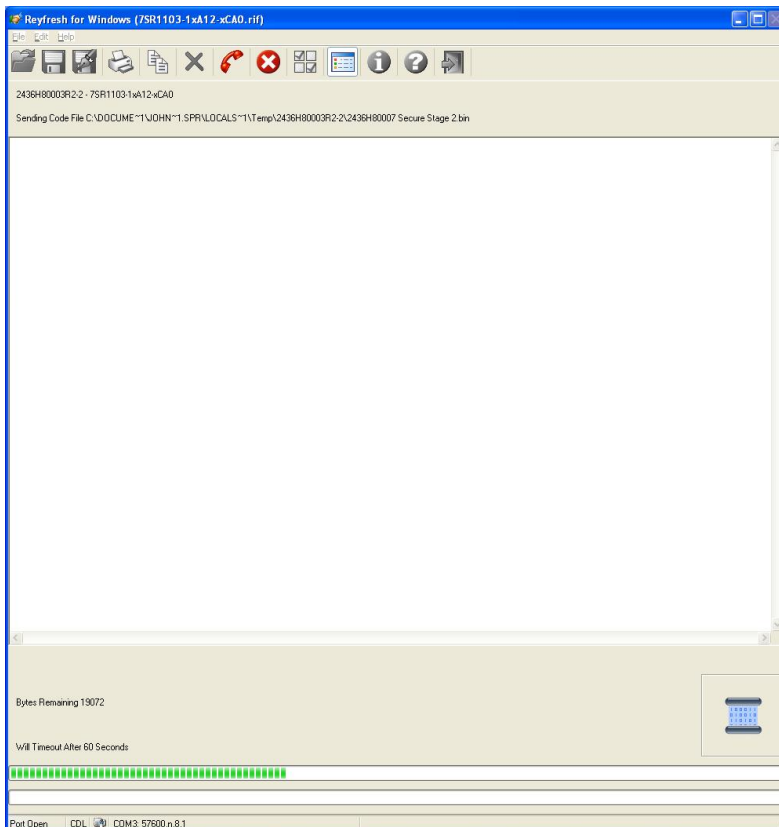 Reyfresh for Windows (7SR1103-1xA12-xCA0.rif)
File Edit Help
2436H80003R2-2 - 7SR1103-1xA12-xCA0
Sending Code File C:\DOCUME~1\JOHN~1.SPR\LOCALS~1\Temp\2436H80003R2-2\2436H80007 Secure Stage 2.bin
Bytes Remaining 19072
Will Timeout After 60 Seconds
Port Open CDL COM3: 57600,n,8,1